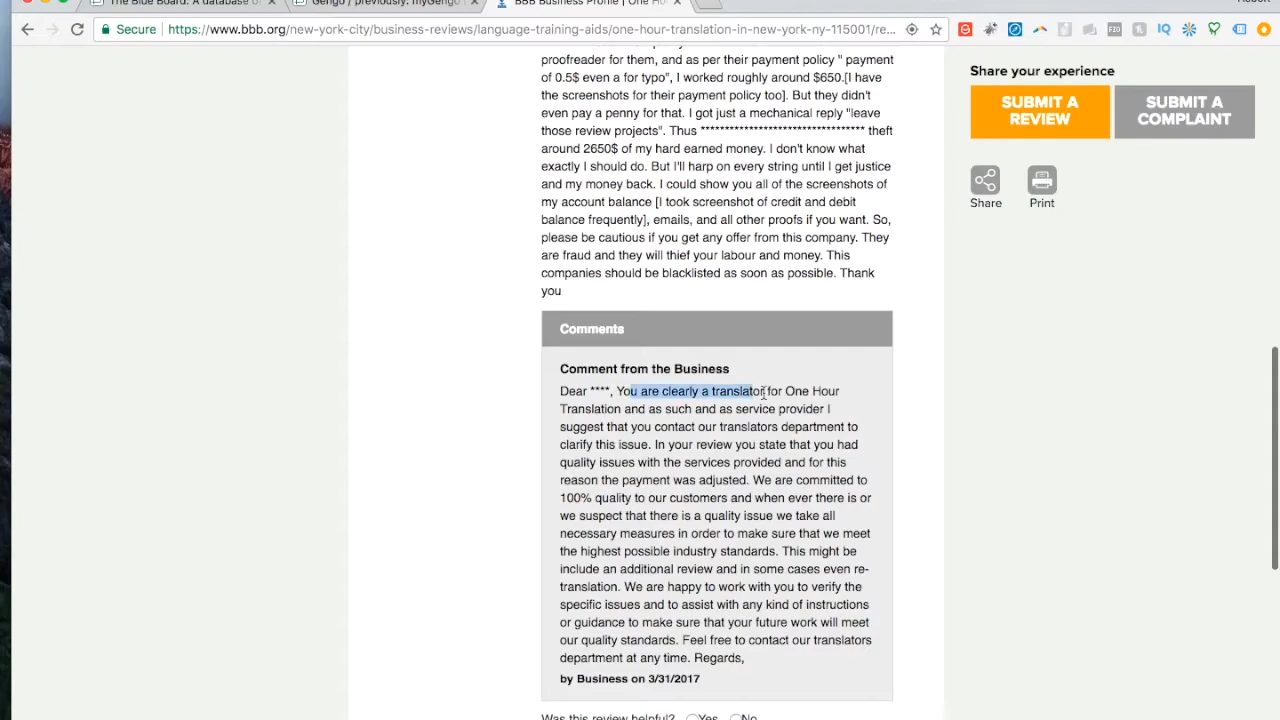 The Blue Board: A database of
Gengo / previously: myGengo
BBB Business Profile | One Ho
Secure | https://www.bbb.org/new-york-city/business-reviews/language-training-aids/one-hour-translation-in-new-york-ny-115001/re...
proofreader for them, and as per their payment policy " payment
of 0.5$ even a for typo", I worked roughly around $650.[I have
the screenshots for their payment policy too]. But they didn't
even pay a penny for that. I got just a mechanical reply "leave
those review projects". Thus ********************************** theft
around 2650$ of my hard earned money. I don't know what
exactly I should do. But I'll harp on every string until I get justice
and my money back. I could show you all of the screenshots of
my account balance [I took screenshot of credit and debit
balance frequently], emails, and all other proofs if you want. So,
please be cautious if you get any offer from this company. They
are fraud and they will thief your labour and money. This
companies should be blacklisted as soon as possible. Thank
you
Comments
Comment from the Business
Dear ****, You are clearly a translator for One Hour
Translation and as such and as service provider I
suggest that you contact our translators department to
clarify this issue. In your review you state that you had
quality issues with the services provided and for this
reason the payment was adjusted. We are committed to
100% quality to our customers and when ever there is or
we suspect that there is a quality issue we take all
necessary measures in order to make sure that we meet
the highest possible industry standards. This might be
include an additional review and in some cases even re-
translation. We are happy to work with you to verify the
specific issues and to assist with any kind of instructions
or guidance to make sure that your future work will meet
our quality standards. Feel free to contact our translators
department at any time. Regards,
by Business on 3/31/2017
Was this review helpful? Yes No
Share your experience
SUBMIT A
REVIEW
SUBMIT A
COMPLAINT
Share
Print